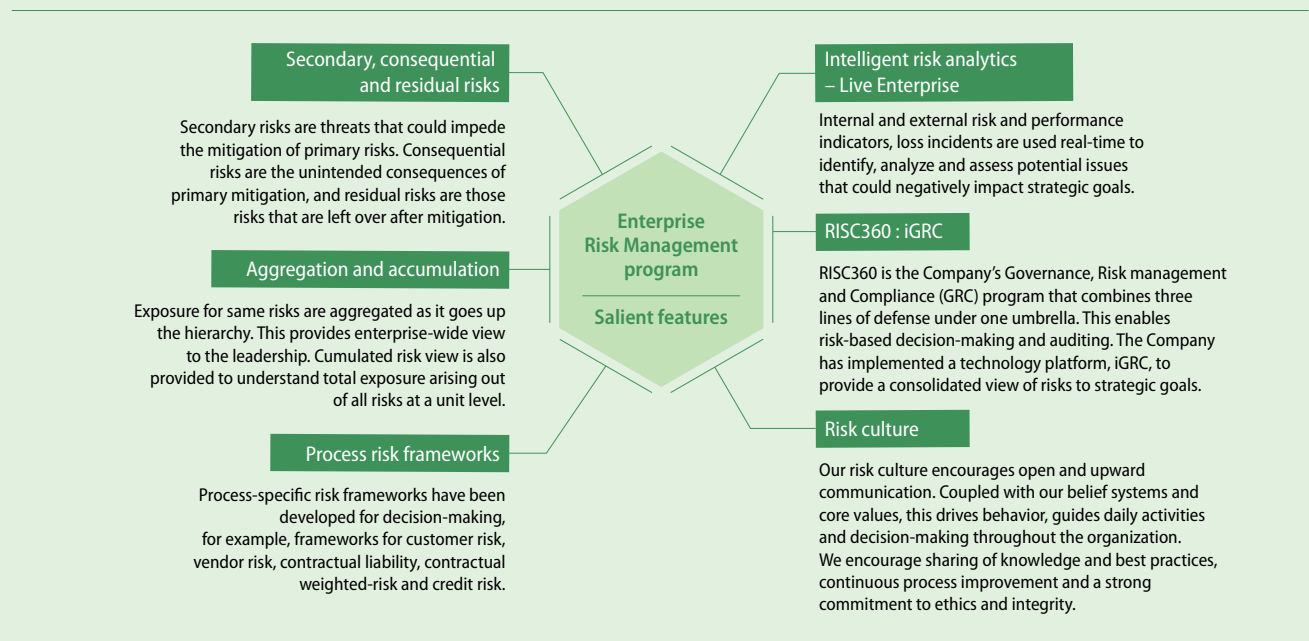 Secondary, consequential
and residual risks
Secondary risks are threats that could impede
the mitigation of primary risks. Consequential
risks are the unintended consequences of
primary mitigation, and residual risks are those
risks that are left over after mitigation.
Aggregation and accumulation
Exposure for same risks are aggregated as it goes up
the hierarchy. This provides enterprise-wide view
to the leadership. Cumulated risk view is also
provided to understand total exposure arising out
of all risks at a unit level.
Process risk frameworks
Process-specific risk frameworks have been
developed for decision-making,
for example, frameworks for customer risk,
vendor risk, contractual liability, contractual
weighted-risk and credit risk.
Enterprise
Risk Management
program
Salient features
Intelligent risk analytics
– Live Enterprise
Internal and external risk and performance
indicators, loss incidents are used real-time to
identify, analyze and assess potential issues
that could negatively impact strategic goals.
RISC360 : iGRC
RISC360 is the Company’s Governance, Risk management
and Compliance (GRC) program that combines three
lines of defense under one umbrella. This enables
risk-based decision-making and auditing. The Company
has implemented a technology platform, iGRC, to
provide a consolidated view of risks to strategic goals.
Risk culture
Our risk culture encourages open and upward
communication. Coupled with our belief systems and
core values, this drives behavior, guides daily activities
and decision-making throughout the organization.
We encourage sharing of knowledge and best practices,
continuous process improvement and a strong
commitment to ethics and integrity.